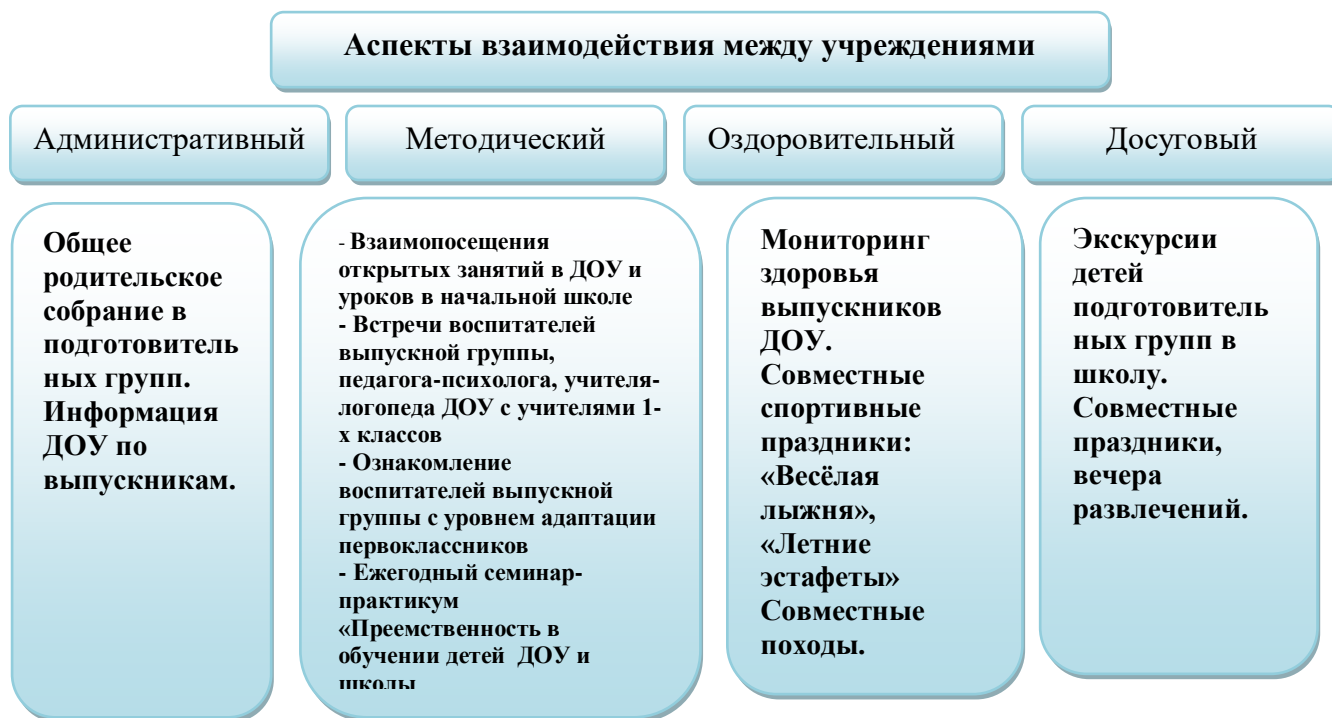 Аспекты взаимодействия между учреждениями
Административный
Методический
Оздоровительный
Досуговый
Общее
родительское
собрание в
подготовитель
ных групп.
Информация
ДОУ по
выпускникам.
- Взаимопосещения
открытых занятий в ДОУ и
уроков в начальной школе
- Встречи воспитателей
выпускной группы,
педагога-психолога, учителя-
логопеда ДОУ с учителями 1-
х классов
- Ознакомление
воспитателей выпускной
группы с уровнем адаптации
первоклассников
- Ежегодный семинар-
практикум
«Преемственность в
обучении детей  ДОУ и
школы
Мониторинг
здоровья
выпускников
ДОУ.
Совместные
спортивные
праздники:
«Весёлая
лыжня»,
«Летние
эстафеты»
Совместные
походы.
Экскурсии
детей
подготовитель
ных групп в
школу.
Совместные
праздники,
вечера
развлечений.